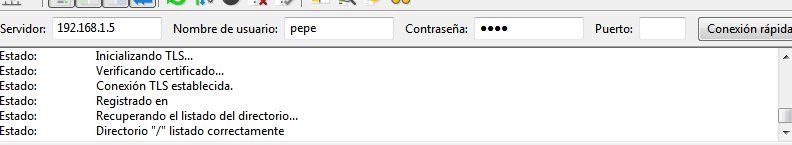 Servidor: 192.168.1.5 Nombre de usuario: pepe Contraseña: ●●●● Puerto: Conexión rápida
Estado: Inicializando TLS...
Estado: Verificando certificado...
Estado: Conexión TLS establecida.
Estado: Registrado en
Estado: Recuperando el listado del directorio...
Estado: Directorio "/" listado correctamente